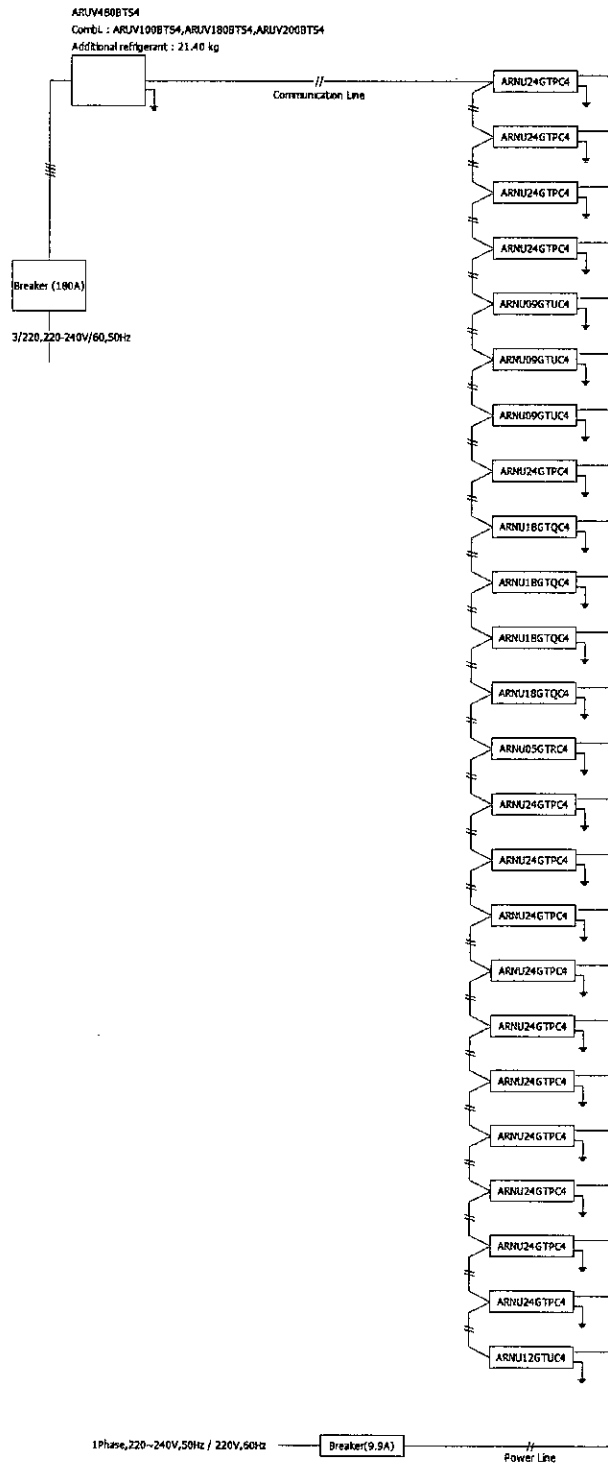 ARUV480BTS4
Combi. : ARUV100BTS4,ARUV180BTS4,ARUV200BTS4
Additional refrigerant : 21.40 kg
Communication Line
Breaker (180A)
3/220,220-240V/60,50Hz
ARNU24GTPC4
ARNU24GTPC4
ARNU24GTPC4
ARNU24GTPC4
ARNU09GTUC4
ARNU09GTUC4
ARNU09GTUC4
ARNU24GTPC4
ARNU18GTQC4
ARNU18GTQC4
ARNU18GTQC4
ARNU18GTQC4
ARNU05GTRC4
ARNU24GTPC4
ARNU24GTPC4
ARNU24GTPC4
ARNU24GTPC4
ARNU24GTPC4
ARNU24GTPC4
ARNU24GTPC4
ARNU24GTPC4
ARNU24GTPC4
ARNU24GTPC4
ARNU12GTUC4
1Phase,220~240V,50Hz / 220V,60Hz
Breaker(9.9A)
Power Line